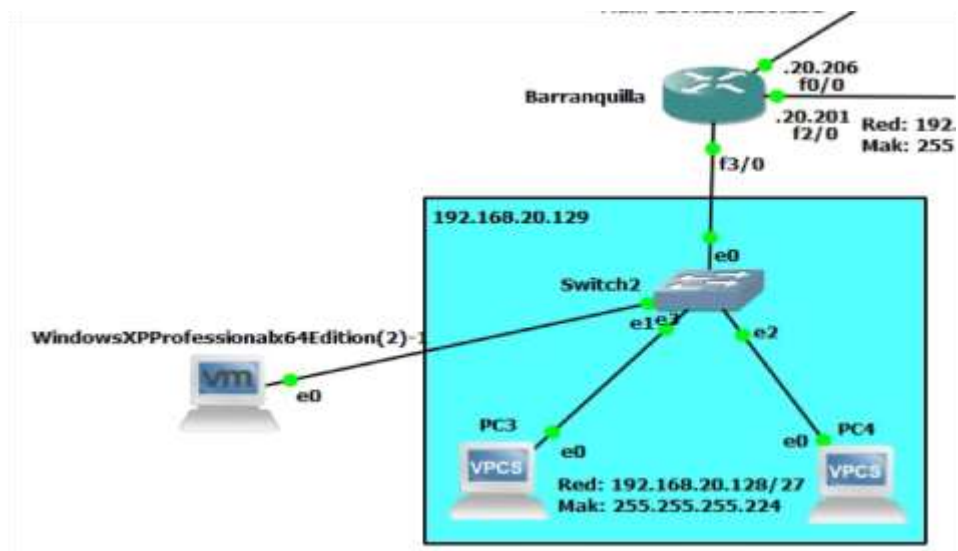 .20.206
f0/0
Barranquilla
.20.201
f2/0
Red: 192.
Mak: 255
f3/0
192.168.20.129
e0
Switch2
e1
e2
WindowsXPProfessionalx64Edition(2)-1
vm
e0
PC3
e0
e0
PC4
VPCS
VPCS
Red: 192.168.20.128/27
Mak: 255.255.255.224